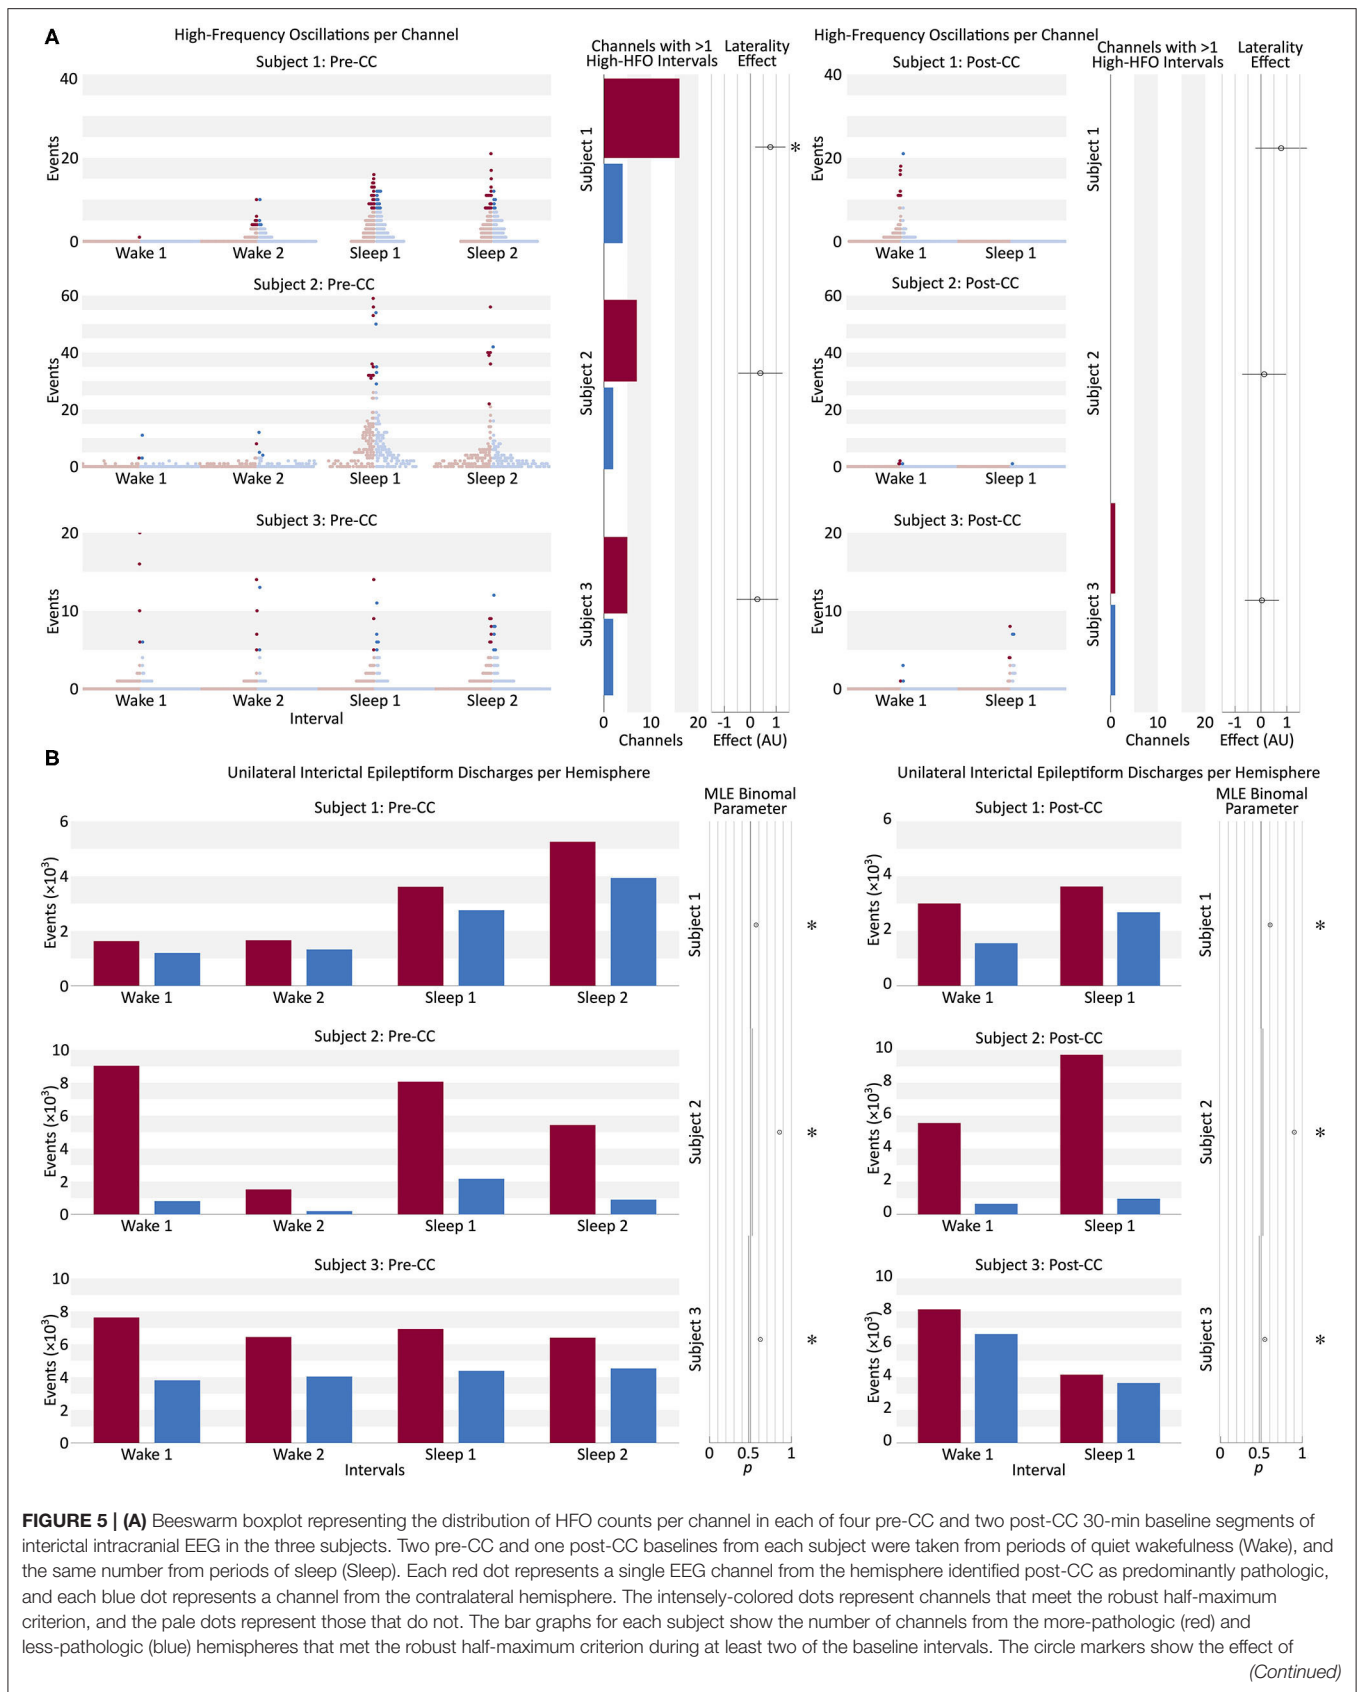 A
High-Frequency Oscillations per Channel
Subject 1: Pre-CC
Channels with >1
High-HFO Intervals
Laterality
Effect
High-Frequency Oscillations per Channel
Subject 1: Post-CC
Channels with >1
High-HFO Intervals
Laterality
Effect
Events
40
20
0
Wake 1
Wake 2
Sleep 1
Sleep 2
Subject 1
*
Events
40
20
0
Wake 1
Sleep 1
Subject 1
Subject 2: Pre-CC
Events
60
40
20
0
Wake 1
Wake 2
Sleep 1
Sleep 2
Subject 2
Subject 2: Post-CC
Events
60
40
20
0
Wake 1
Sleep 1
Subject 2
Subject 3: Pre-CC
Events
20
10
0
Wake 1
Wake 2
Sleep 1
Sleep 2
Interval
Subject 3
0 10 20
Channels
-1 0 1
Effect (AU)
Subject 3: Post-CC
Events
20
10
0
Wake 1
Sleep 1
Subject 3
0 10 20
Channels
-1 0 1
Effect (AU)
B
Unilateral Interictal Epileptiform Discharges per Hemisphere
Subject 1: Pre-CC
MLE Binomal
Parameter
Unilateral Interictal Epileptiform Discharges per Hemisphere
Subject 1: Post-CC
MLE Binomal
Parameter
Events (×10³)
6
4
2
0
Wake 1
Wake 2
Sleep 1
Sleep 2
Subject 1
*
Events (×10³)
6
4
2
0
Wake 1
Sleep 1
Subject 1
*
Subject 2: Pre-CC
Events (×10³)
10
8
6
4
2
0
Wake 1
Wake 2
Sleep 1
Sleep 2
Subject 2
*
Subject 2: Post-CC
Events (×10³)
10
8
6
4
2
0
Wake 1
Sleep 1
Subject 2
*
Subject 3: Pre-CC
Events (×10³)
10
8
6
4
2
0
Wake 1
Wake 2
Sleep 1
Sleep 2
Intervals
Subject 3
*
0 0.5 1
p
Subject 3: Post-CC
Events (×10³)
10
8
6
4
2
0
Wake 1
Sleep 1
Interval
Subject 3
*
0 0.5 1
p
FIGURE 5 | (A) Beeswarm boxplot representing the distribution of HFO counts per channel in each of four pre-CC and two post-CC 30-min baseline segments of
interictal intracranial EEG in the three subjects. Two pre-CC and one post-CC baselines from each subject were taken from periods of quiet wakefulness (Wake), and
the same number from periods of sleep (Sleep). Each red dot represents a single EEG channel from the hemisphere identified post-CC as predominantly pathologic,
and each blue dot represents a channel from the contralateral hemisphere. The intensely-colored dots represent channels that meet the robust half-maximum
criterion, and the pale dots represent those that do not. The bar graphs for each subject show the number of channels from the more-pathologic (red) and
less-pathologic (blue) hemispheres that met the robust half-maximum criterion during at least two of the baseline intervals. The circle markers show the effect of
(Continued)